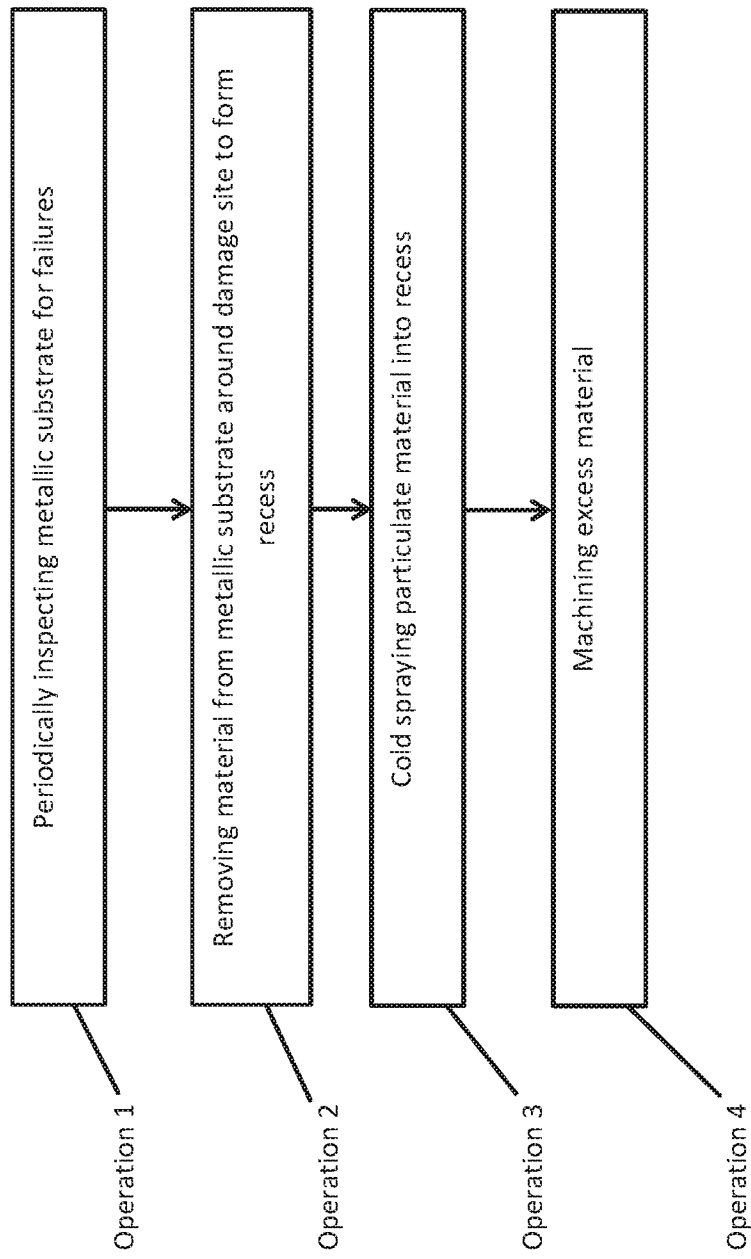 Periodically inspecting metallic substrate for failures
Operation 1
Removing material from metallic substrate around damage site to form
recess
Operation 2
Cold spraying particulate material into recess
Operation 3
Machining excess material
Operation 4